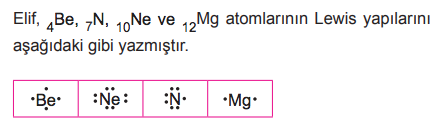 Elif, ₄Be, ₇N, ₁₀Ne ve ₁₂Mg atomlarının Lewis yapılarını
aşağıdaki gibi yazmıştır.
Be Ne N Mg